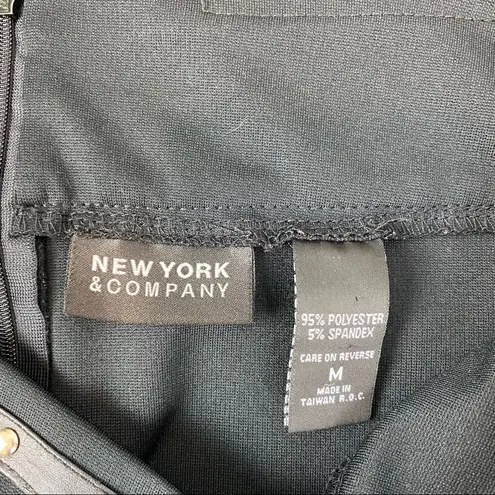 NEW YORK
&COMPANY
95% POLYESTER
5% SPANDEX
CARE ON REVERSE
M
MADE IN
TAIWAN R.O.C.